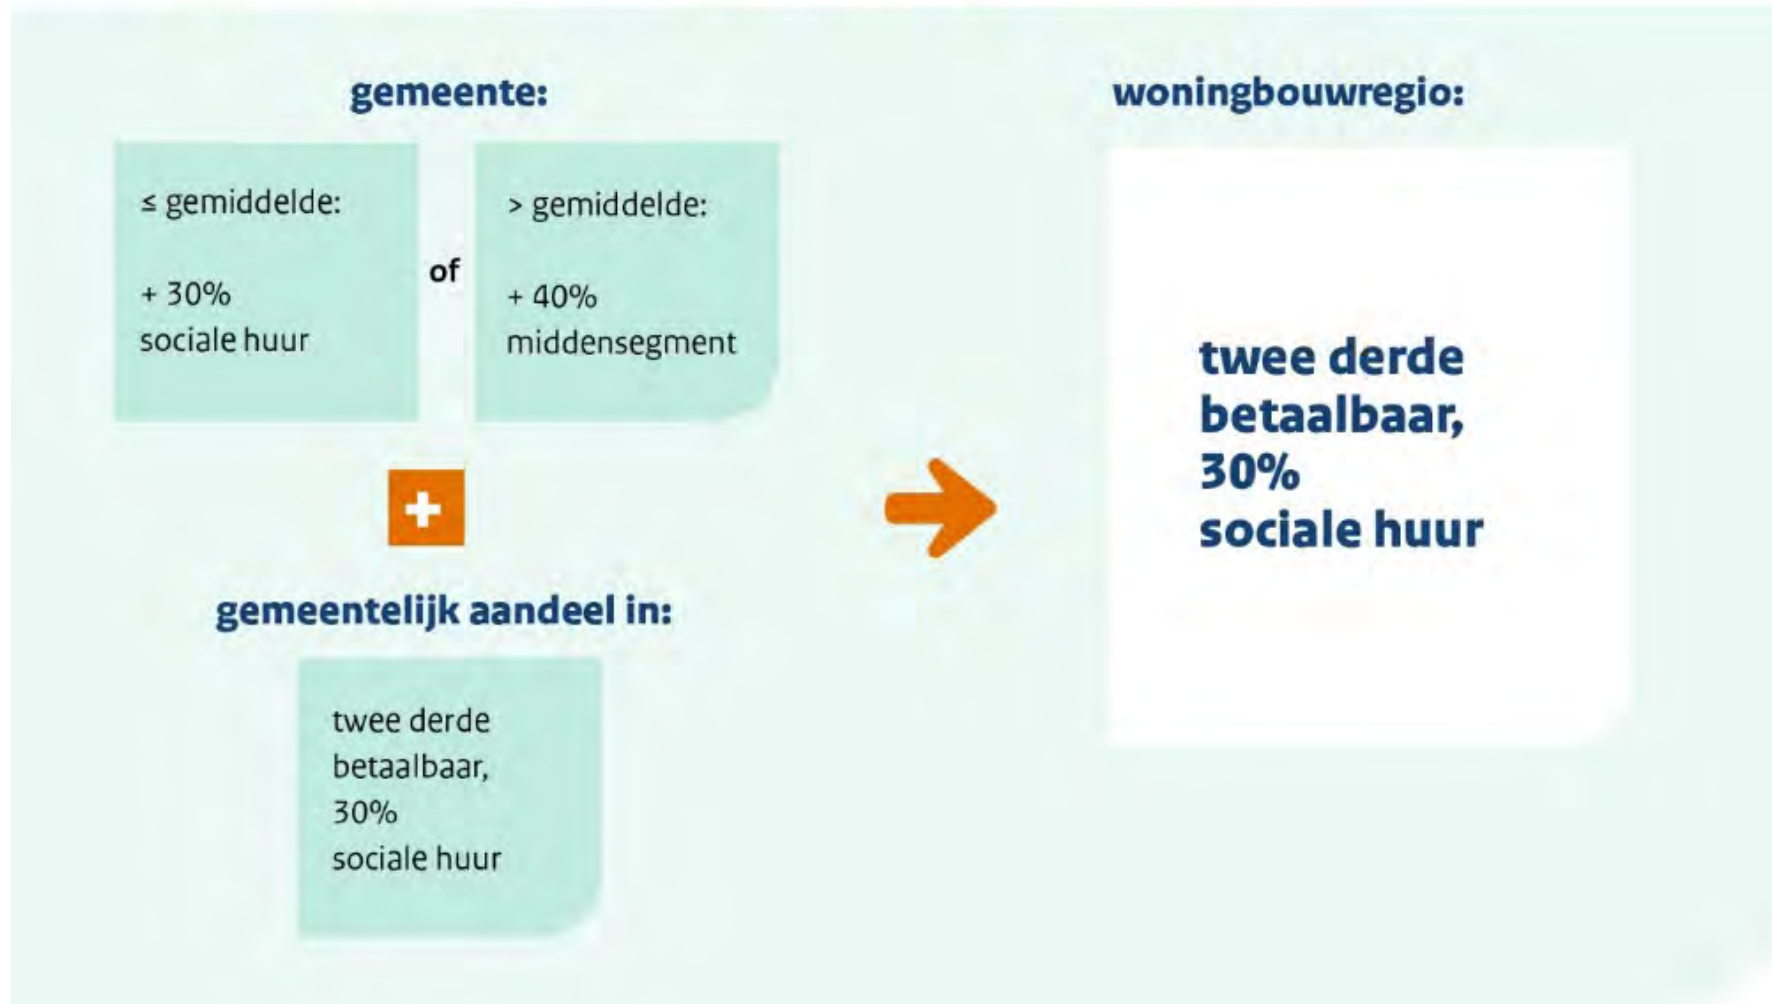 gemeente:
≤ gemiddelde:
+ 30%
sociale huur
of
> gemiddelde:
+ 40%
middensegment
+
gemeentelijk aandeel in:
twee derde
betaalbaar,
30%
sociale huur
woningbouwregio:
twee derde
betaalbaar,
30%
sociale huur